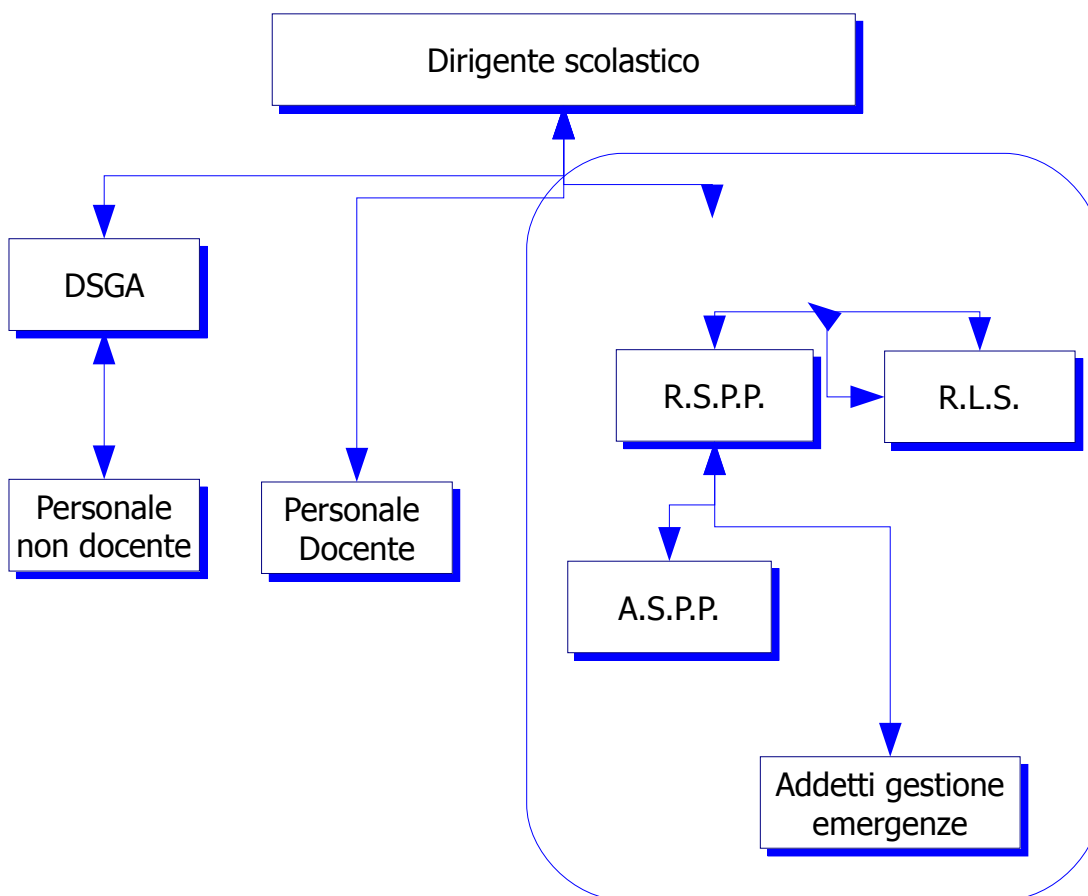 Dirigente scolastico
DSGA
R.S.P.P.
R.L.S.
Personale
non docente
Personale
Docente
A.S.P.P.
Addetti gestione
emergenze